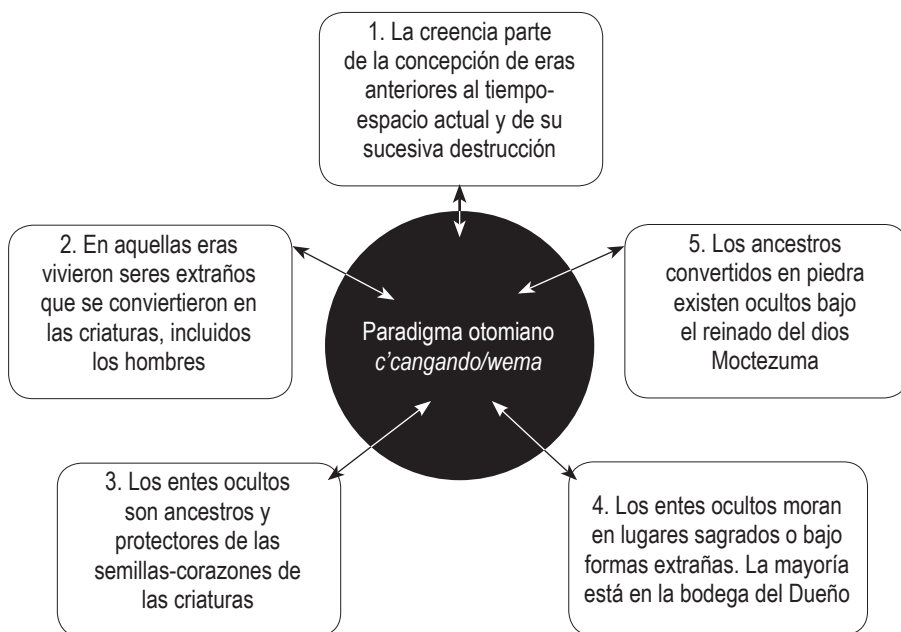 1. La creencia parte
de la concepción de eras
anteriores al tiempo-
espacio actual y de su
sucesiva destrucción
2. En aquellas eras
vivieron seres extraños
que se conviertieron en
las criaturas, incluidos
los hombres
5. Los ancestros
convertidos en piedra
existen ocultos bajo
el reinado del dios
Moctezuma
Paradigma otomiano
c'cangando/wema
3. Los entes ocultos
son ancestros y
protectores de las
semillas-corazones de
las criaturas
4. Los entes ocultos moran
en lugares sagrados o bajo
formas extrañas. La mayoría
está en la bodega del Dueño